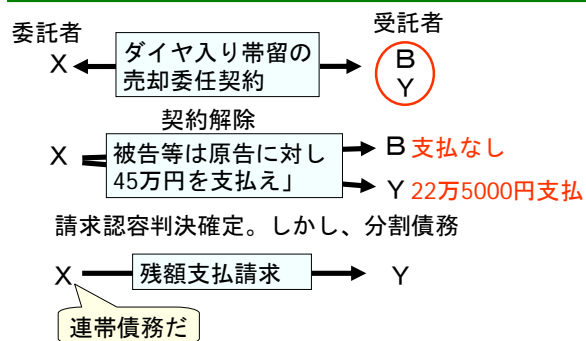 委託者
受託者
X
ダイヤ入り帯留の
売却委任契約
B
Y
契約解除
X
被告等は原告に対し
45万円を支払え」
B 支払なし
Y 22万5000円支払
請求認容判決確定。しかし、分割債務
X
残額支払請求
Y
連帯債務だ